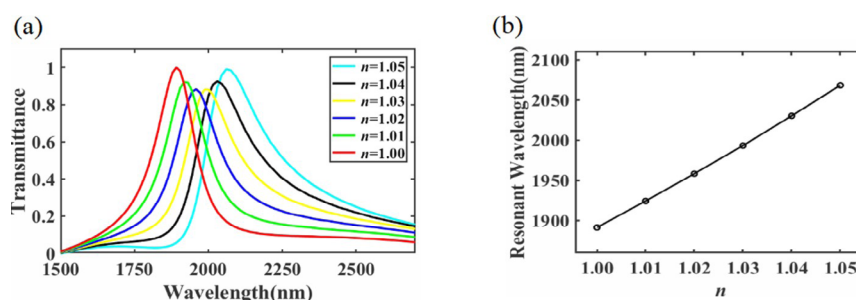 (a)
Transmittance
1
0.8
0.6
0.4
0.2
0
1500 1750 2000 2250 2500
Wavelength(nm)
n=1.05
n=1.04
n=1.03
n=1.02
n=1.01
n=1.00
(b)
Resonant Wavelength(nm)
2100
2050
2000
1950
1900
1.00 1.01 1.02 1.03 1.04 1.05
n